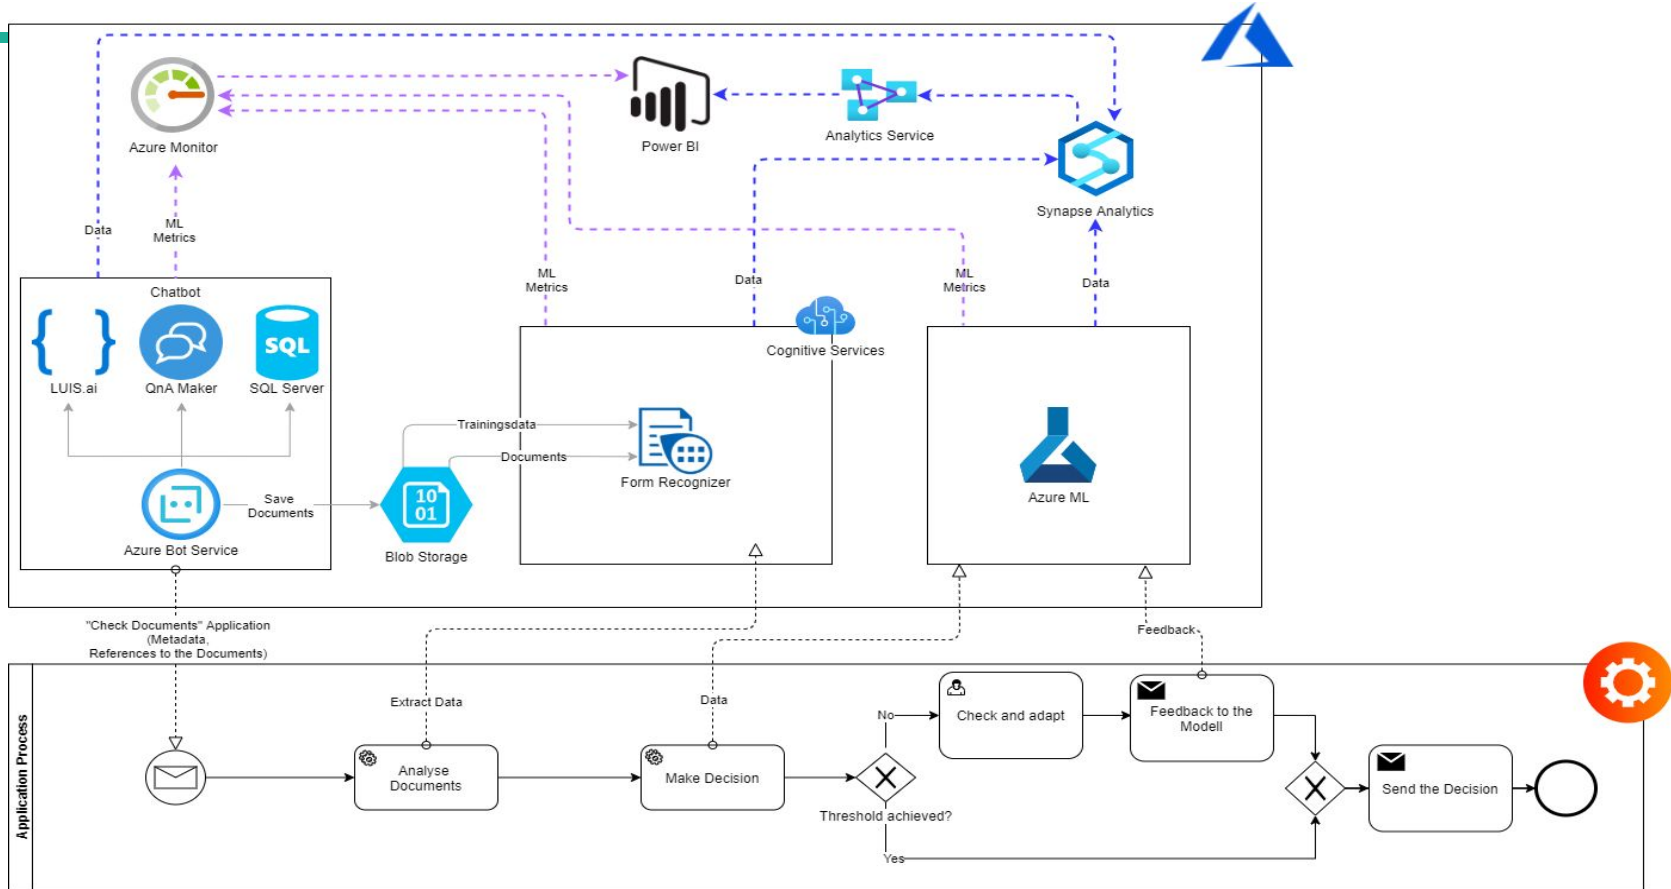 Azure Monitor
Power BI
Analytics Service
Synapse Analytics
Data
ML
Metrics
ML
Metrics
Data
ML
Metrics
Data
Chatbot
Cognitive Services
SQL
LUIS.ai
QnA Maker
SQL Server
Trainingsdata
Documents
Form Recognizer
10
01
Azure ML
Save
Documents
Azure Bot Service
Blob Storage
"Check Documents" Application
(Metadata,
References to the Documents)
Feedback
Application Process
Extract Data
Data
No
Check and adapt
Feedback to the
Modell
Analyse
Documents
Make Decision
Threshold achieved?
Send the Decision
Yes